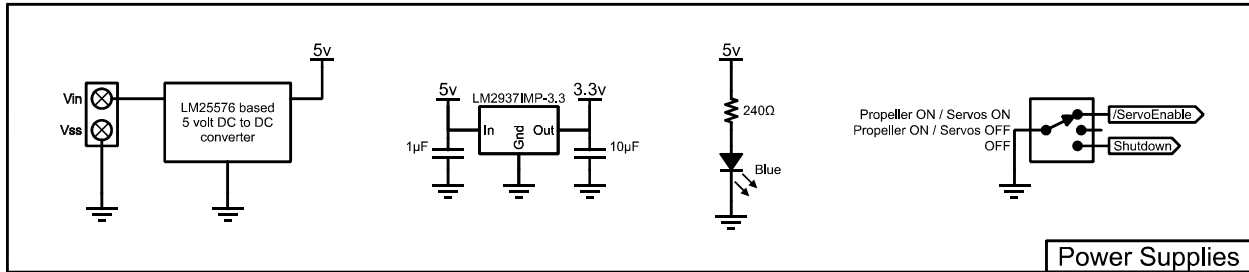 Vin
Vss
LM25576 based
5 volt DC to DC
converter
5v
5v
LM2937IMP-3.3
3.3v
In
Gnd
Out
1µF
10µF
5v
240Ω
Blue
Propeller ON / Servos ON
Propeller ON / Servos OFF
OFF
/ServoEnable
Shutdown
Power Supplies